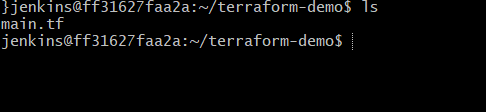 }jenkins@ff31627faa2a:~/terraform-demo$ ls
main.tf
jenkins@ff31627faa2a:~/terraform-demo$